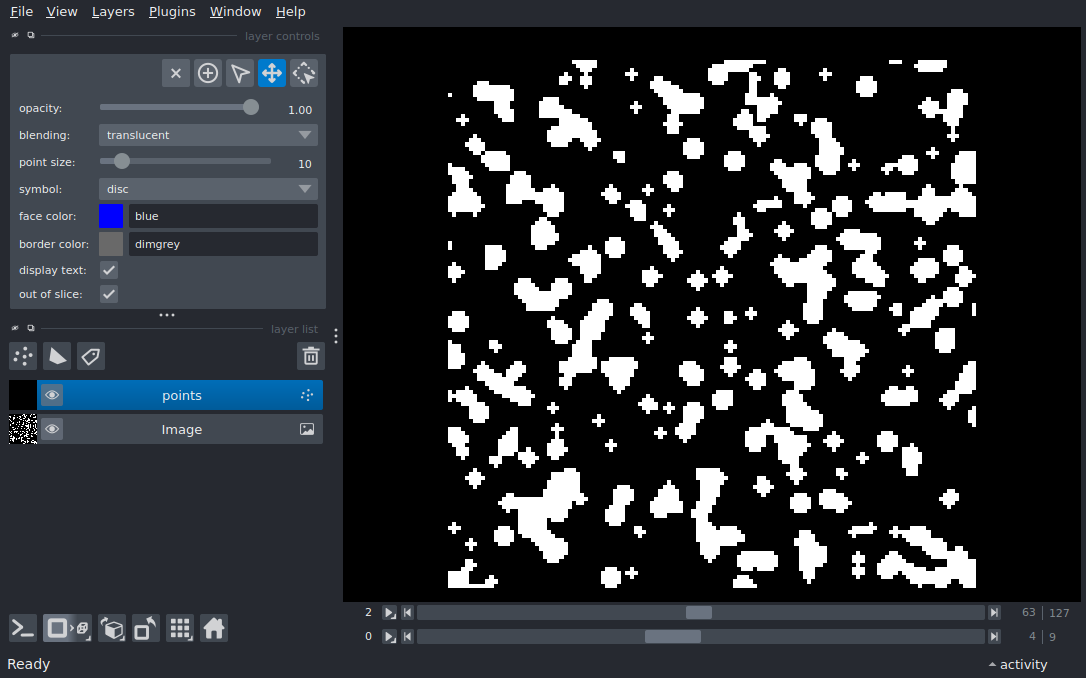 File View Layers Plugins Window Help
layer controls
opacity: 1.00
blending: translucent
point size: 10
symbol: disc
face color: blue
border color: dimgrey
display text:
out of slice:
layer list
points
Image
2 63 127
0 4 9
Ready activity